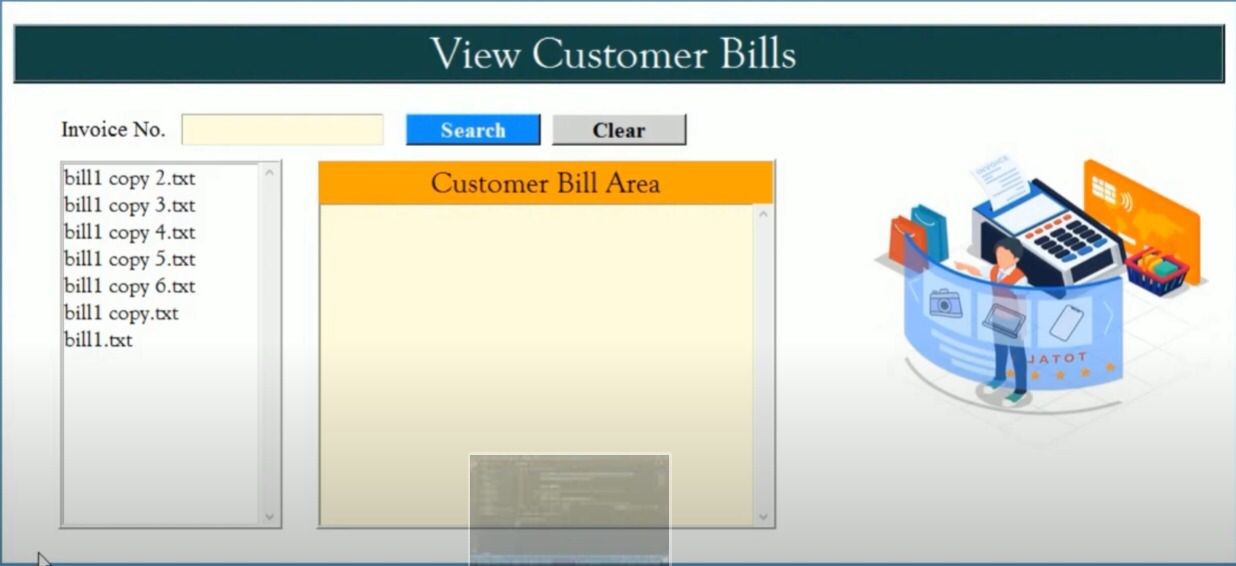 View Customer Bills
Invoice No.
Search
Clear
bill1 copy 2.txt
bill1 copy 3.txt
bill1 copy 4.txt
bill1 copy 5.txt
bill1 copy 6.txt
bill1 copy.txt
bill1.txt
Customer Bill Area
INVOICE
JATOT